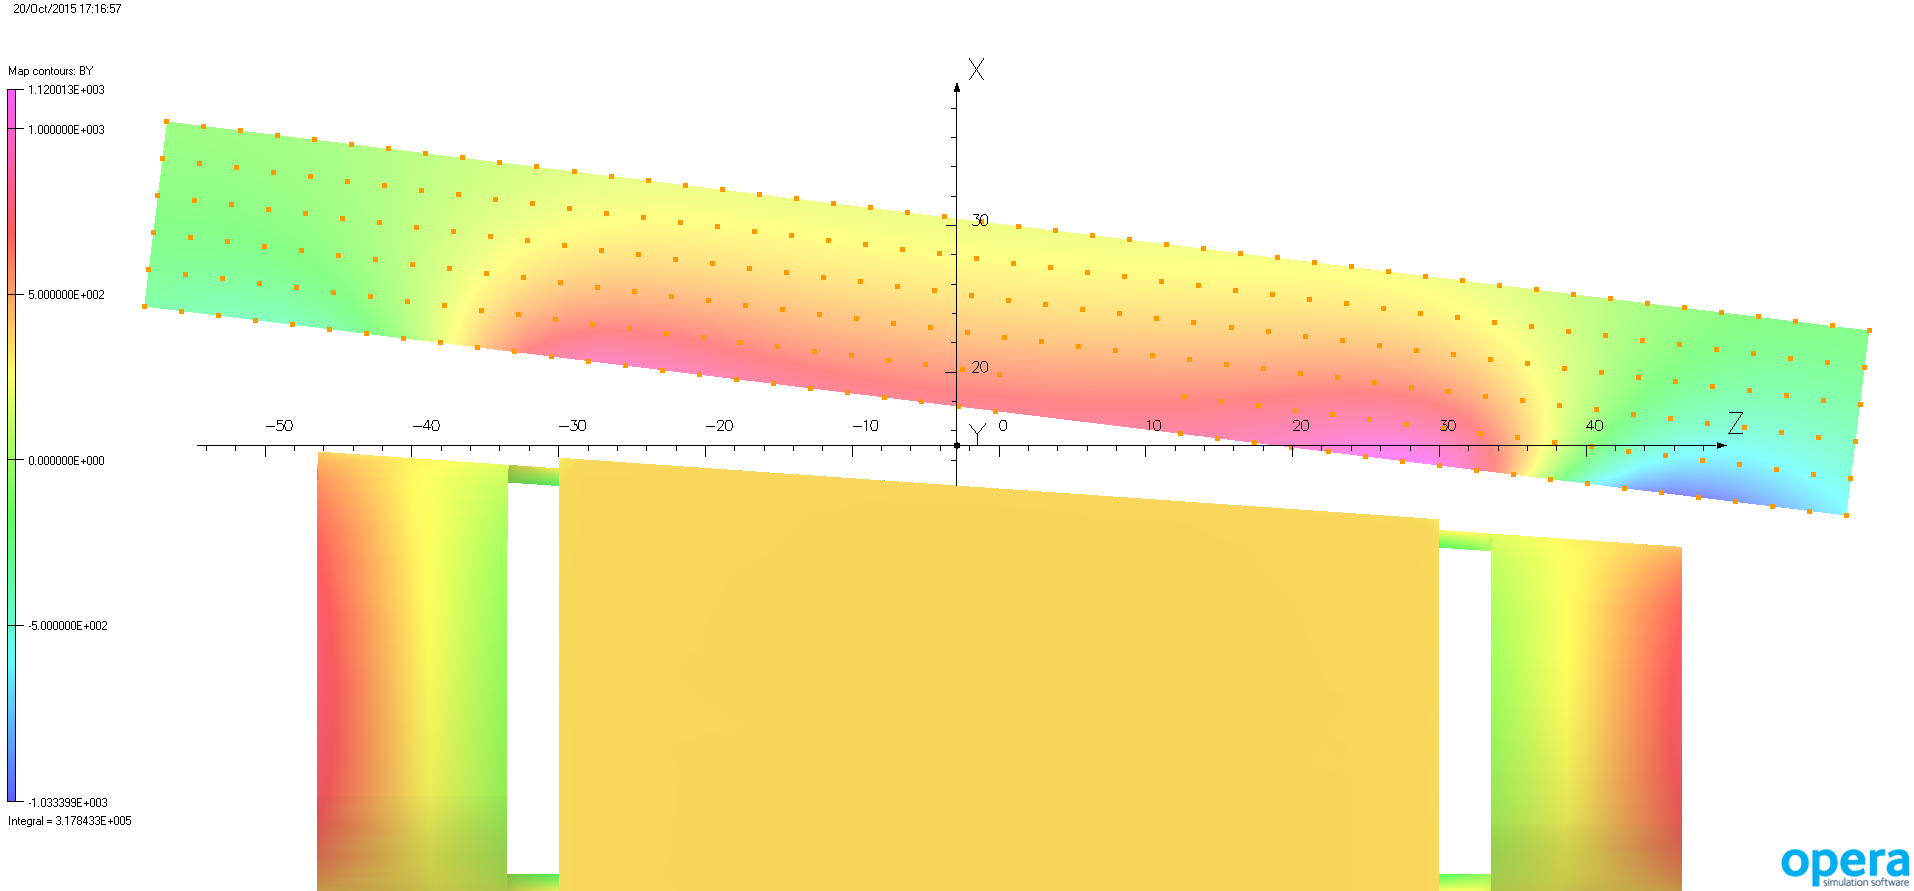 20/Oct/2015 17:16:57
Map contours: BY
1.120013E+003
1.000000E+003
5.000000E+002
0.000000E+000
-5.000000E+002
-1.033399E+003
Integral = 3.178433E+005
X
30
20
-50
-40
-30
-20
-10
Y
0
10
20
30
40
Z
opera
simulation software